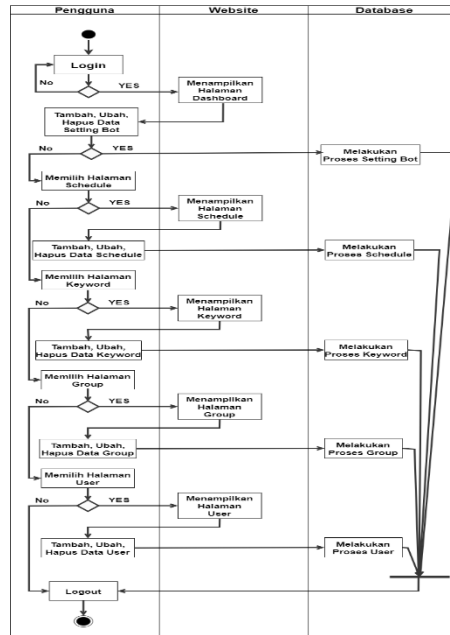 Pengguna
Website
Database
Login
No
YES
Menampilkan
Halaman
Dashboard
Tambah, Ubah,
Hapus Data
Setting Bot
No
YES
Melakukan
Proses Setting Bot
Memilih Halaman
Schedule
No
YES
Menampilkan
Halaman
Schedule
Tambah, Ubah,
Hapus Data Schedule
Melakukan
Proses Schedule
Memilih Halaman
Keyword
No
YES
Menampilkan
Halaman
Keyword
Tambah, Ubah,
Hapus Data Keyword
Melakukan
Proses Keyword
Memilih Halaman
Group
No
YES
Menampilkan
Halaman
Group
Tambah, Ubah,
Hapus Data Group
Melakukan
Proses Group
Memilih Halaman
User
No
YES
Menampilkan
Halaman
User
Tambah, Ubah,
Hapus Data User
Melakukan
Proses User
Logout